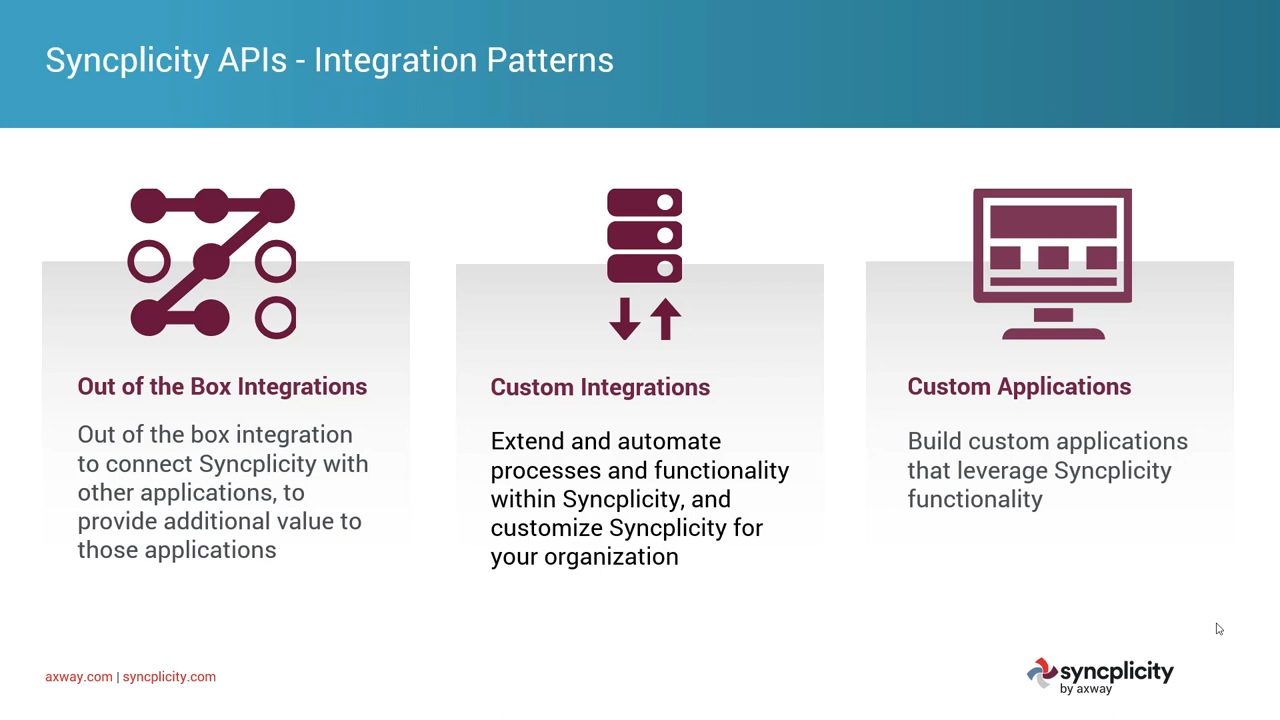 Syncplicity APIs - Integration Patterns
Out of the Box Integrations
Out of the box integration
to connect Syncplicity with
other applications, to
provide additional value to
those applications
Custom Integrations
Extend and automate
processes and functionality
within Syncplicity, and
customize Syncplicity for
your organization
Custom Applications
Build custom applications
that leverage Syncplicity
functionality
axway.com | syncplicity.com
syncplicity
by axway